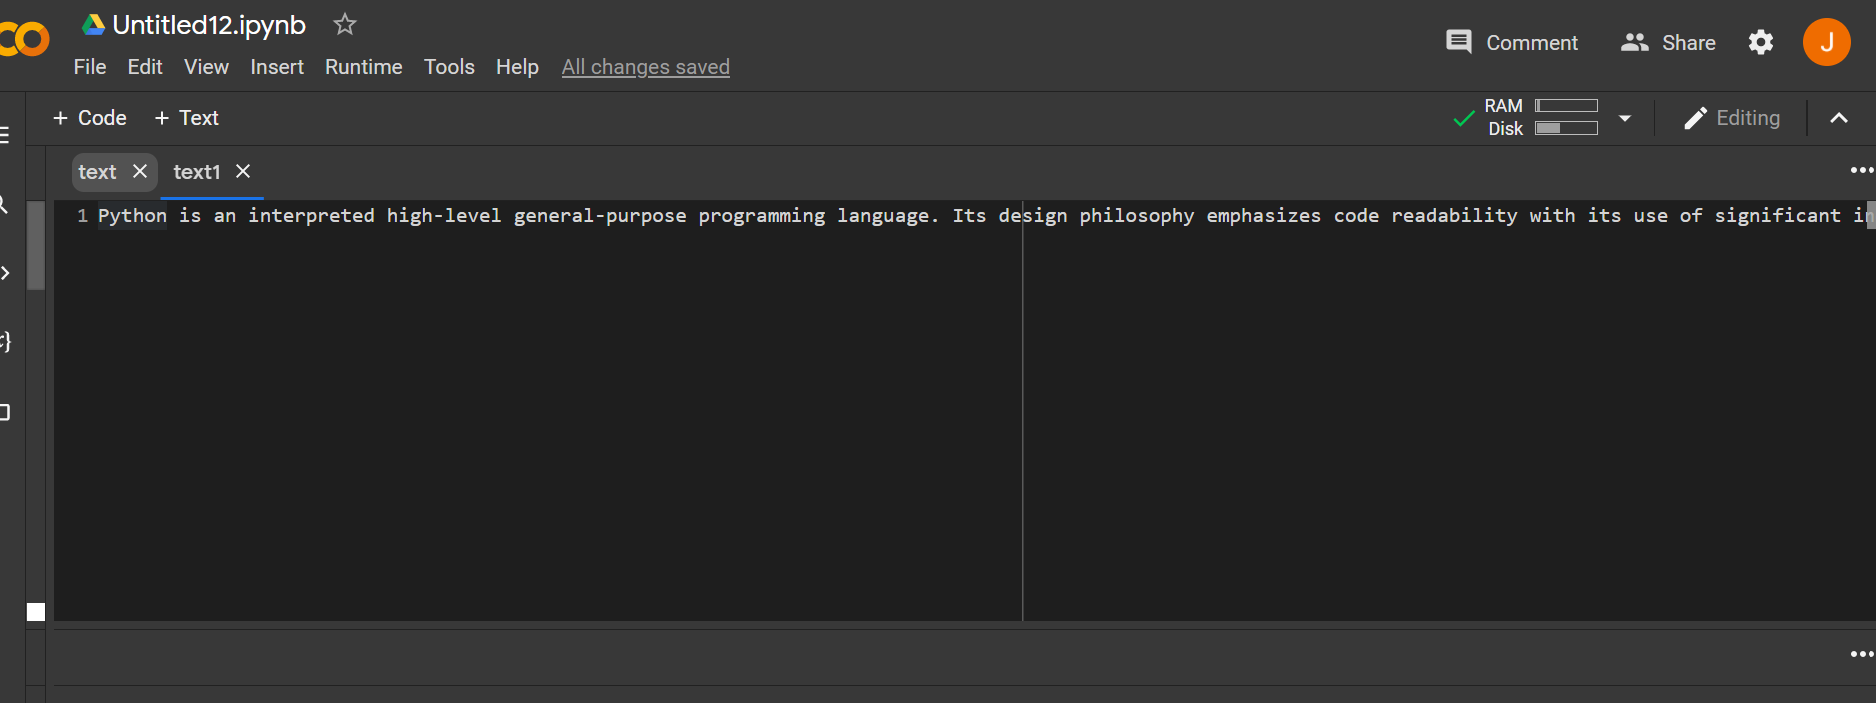 Untitled12.ipynb
File Edit View Insert Runtime Tools Help All changes saved
Comment Share J
+ Code + Text
RAM
Disk
Editing
text text1
1 Python is an interpreted high-level general-purpose programming language. Its design philosophy emphasizes code readability with its use of significant in